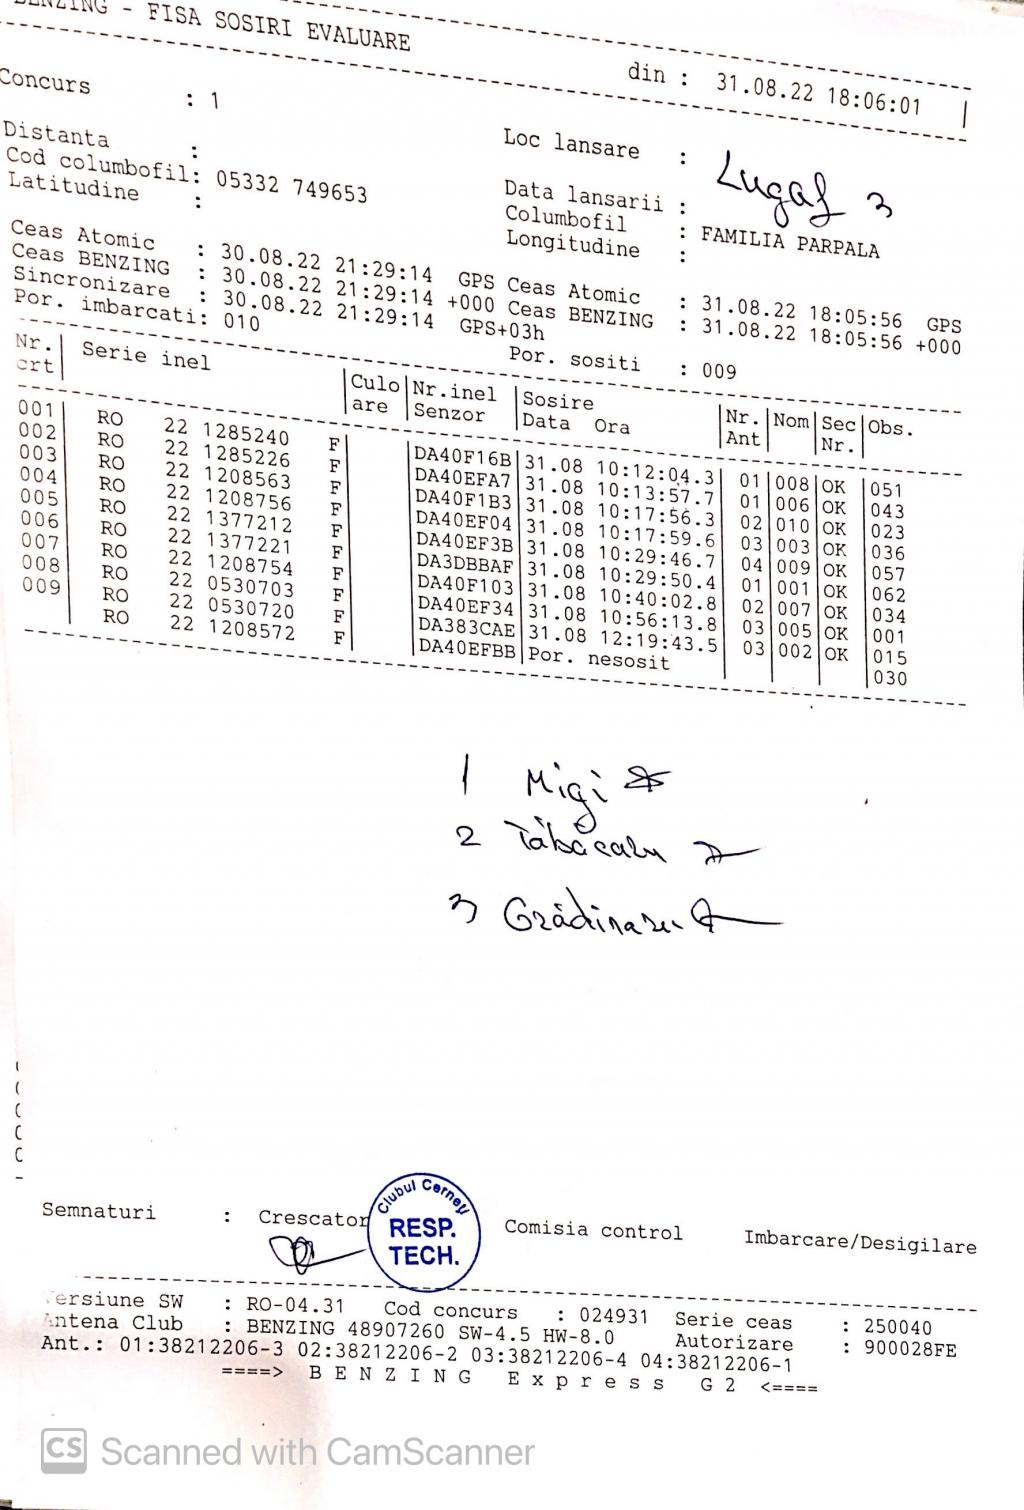 BENZING - FISA SOSIRI EVALUARE
din : 31.08.22 18:06:01 |
Concurs : 1
Loc lansare : Lugoj 3
Distanta :
Data lansarii :
Cod columbofil: 05332 749653
Columbofil : FAMILIA PARPALA
Latitudine :
Longitudine :
Ceas Atomic : 30.08.22 21:29:14 GPS Ceas Atomic : 31.08.22 18:05:56 GPS
Ceas BENZING : 30.08.22 21:29:14 +000 Ceas BENZING : 31.08.22 18:05:56 +000
Sincronizare : 30.08.22 21:29:14 GPS+03h
Por. imbarcati: 010 Por. sositi : 009
Nr. | Serie inel | Culo | Nr.inel | Sosire | Nr. | Nom | Sec | Obs.
crt | | are | Senzor | Data Ora | Ant | | Nr. |
001 | RO 22 1285240 F | | DA40F16B | 31.08 10:12:04.3 | 01 | 008 | OK | 051
002 | RO 22 1285226 F | | DA40EFA7 | 31.08 10:13:57.7 | 01 | 006 | OK | 043
003 | RO 22 1208563 F | | DA40F1B3 | 31.08 10:17:56.3 | 02 | 010 | OK | 023
004 | RO 22 1208756 F | | DA40EF04 | 31.08 10:17:59.6 | 03 | 003 | OK | 036
005 | RO 22 1377212 F | | DA40EF3B | 31.08 10:29:46.7 | 04 | 009 | OK | 057
006 | RO 22 1377221 F | | DA3DBBAF | 31.08 10:29:50.4 | 01 | 001 | OK | 062
007 | RO 22 1208754 F | | DA40F103 | 31.08 10:40:02.8 | 02 | 007 | OK | 034
008 | RO 22 0530703 F | | DA40EF34 | 31.08 10:56:13.8 | 03 | 005 | OK | 001
009 | RO 22 0530720 F | | DA383CAE | 31.08 12:19:43.5 | 03 | 002 | OK | 015
RO 22 1208572 F | | DA40EFBB | Por. nesosit | | | | 030
1 Migi
2 Tăbăcaru
3 Grădinaru
Clubul Cerneți
RESP.
TECH.
Semnaturi : Crescator Comisia control Imbarcare/Desigilare
Versiune SW : RO-04.31 Cod concurs : 024931 Serie ceas : 250040
Antena Club : BENZING 48907260 SW-4.5 HW-8.0 Autorizare : 900028FE
Ant.: 01:38212206-3 02:38212206-2 03:38212206-4 04:38212206-1
====> B E N Z I N G E x p r e s s G 2 <====
CS Scanned with CamScanner